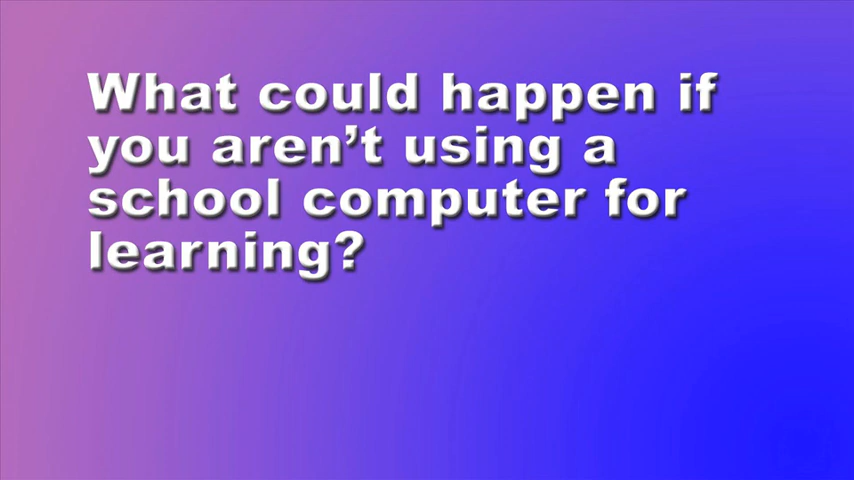 What could happen if
you aren’t using a
school computer for
learning?